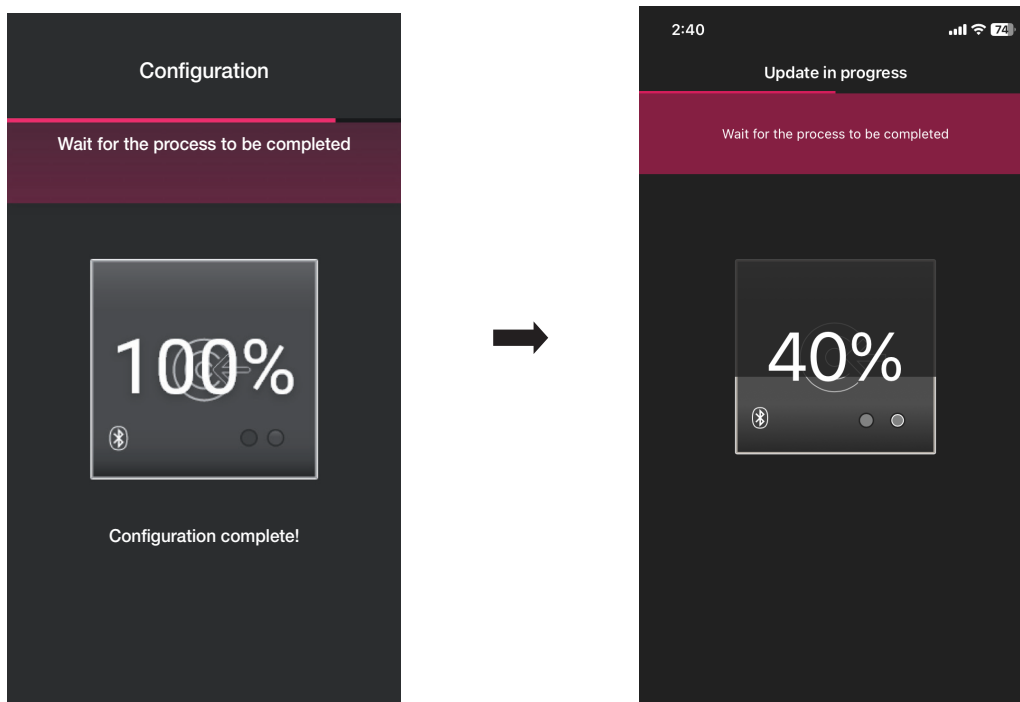 Configuration
Wait for the process to be completed
100%
Configuration complete!
2:40
74
Update in progress
Wait for the process to be completed
40%